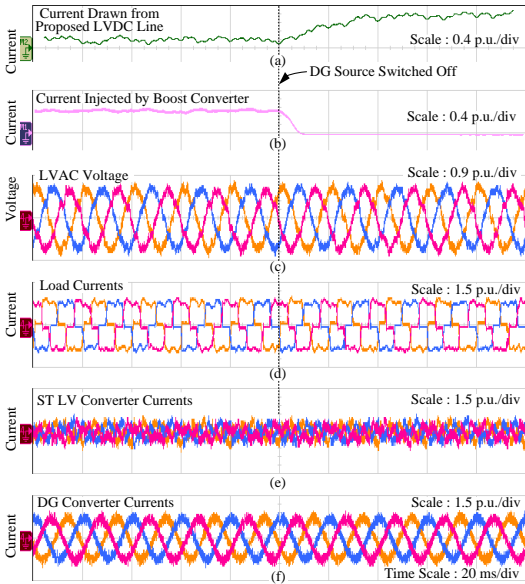 Current Drawn from
Proposed LVDC Line
Current
M2
Scale : 0.4 p.u./div
(a)
DG Source Switched Off
Current Injected by Boost Converter
Current
M1
Scale : 0.4 p.u./div
(b)
LVAC Voltage
Scale : 0.9 p.u./div
Voltage
(c)
Load Currents
Scale : 1.5 p.u./div
Current
(d)
ST LV Converter Currents
Scale : 1.5 p.u./div
Current
(e)
DG Converter Currents
Scale : 1.5 p.u./div
Current
Time Scale : 20 ms/div
(f)